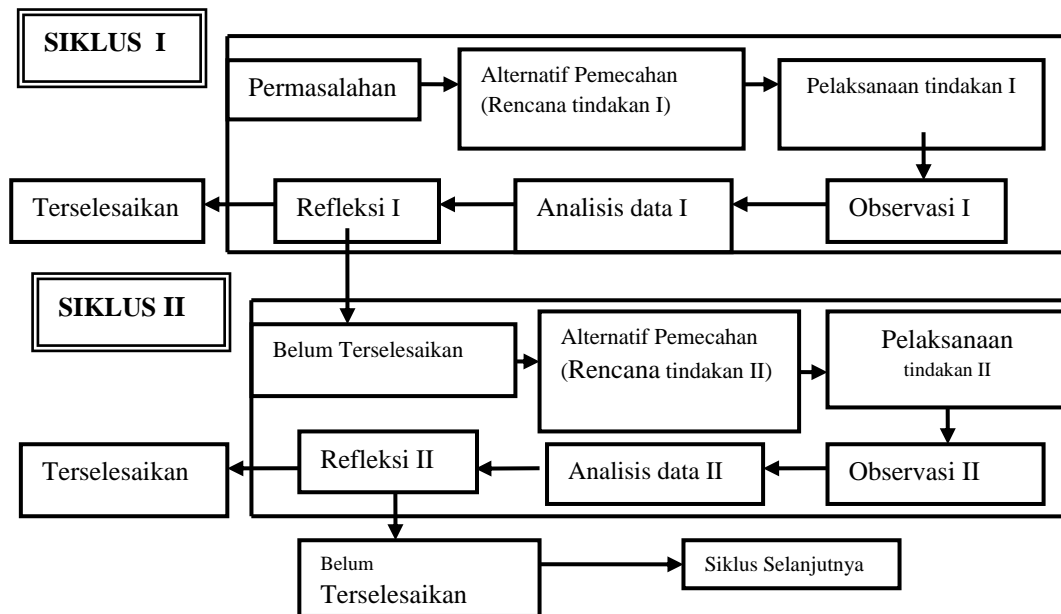 SIKLUS I
Permasalahan
Alternatif Pemecahan
(Rencana tindakan I)
Pelaksanaan tindakan I
Terselesaikan
Refleksi I
Analisis data I
Observasi I
SIKLUS II
Belum Terselesaikan
Alternatif Pemecahan
(Rencana tindakan II)
Pelaksanaan
tindakan II
Terselesaikan
Refleksi II
Analisis data II
Observasi II
Belum
Terselesaikan
Siklus Selanjutnya